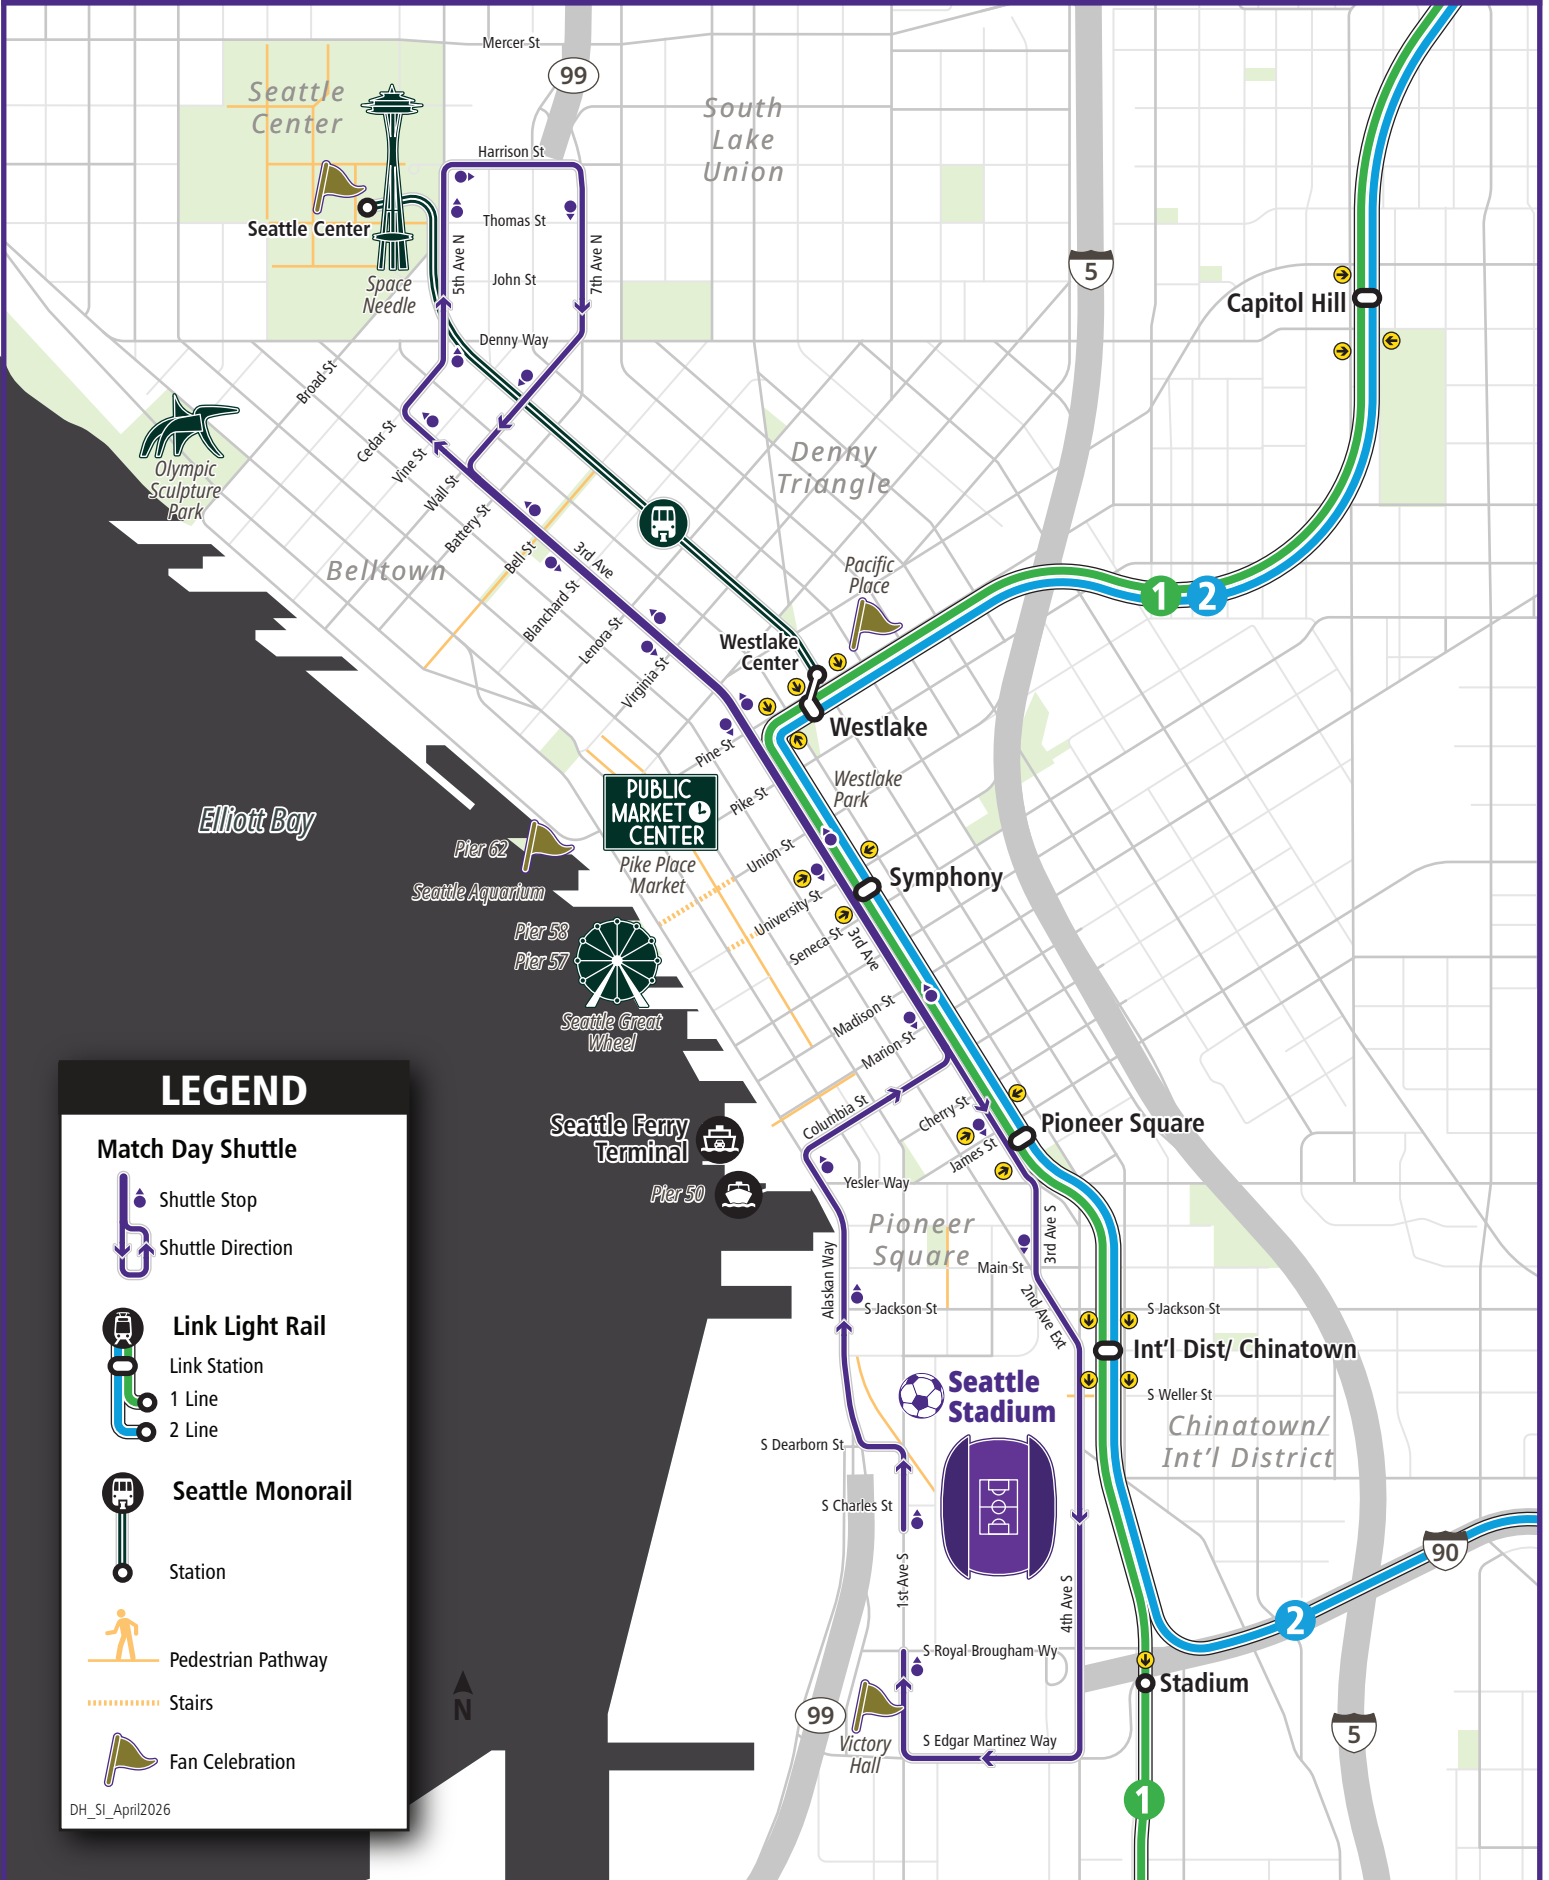 Mercer St
99
Seattle
Center
South
Lake
Union
Harrison St
Thomas St
Seattle Center
5th Ave N
7th Ave N
John St
Space
Needle
5
Capitol Hill
Denny Way
Broad St
Cedar St
Vine St
Wall St
Battery St
Bell St
Blanchard St
Lenora St
Virginia St
3rd Ave
Olympic
Sculpture
Park
Denny
Triangle
Belltown
Pacific
Place
1
2
Westlake
Center
Westlake
Pine St
Pike St
Westlake
Park
PUBLIC
MARKET
CENTER
Pike Place
Market
Elliott Bay
Pier 62
Seattle Aquarium
Union St
Symphony
University St
Seneca St
3rd Ave
Pier 58
Pier 57
Seattle Great
Wheel
Madison St
Marion St
Columbia St
Cherry St
James St
Pioneer Square
Seattle Ferry
Terminal
Pier 50
Yesler Way
Pioneer
Square
3rd Ave S
Main St
Alaskan Way
S Jackson St
2nd Ave Ext
S Jackson St
Int'l Dist/ Chinatown
S Weller St
Chinatown/
Int'l District
Seattle
Stadium
S Dearborn St
S Charles St
1st Ave S
4th Ave S
90
2
S Royal Brougham Wy
Stadium
99
Victory
Hall
S Edgar Martinez Way
5
1
N
LEGEND
Match Day Shuttle
Shuttle Stop
Shuttle Direction
Link Light Rail
Link Station
1 Line
2 Line
Seattle Monorail
Station
Pedestrian Pathway
Stairs
Fan Celebration
DH_SI_April2026